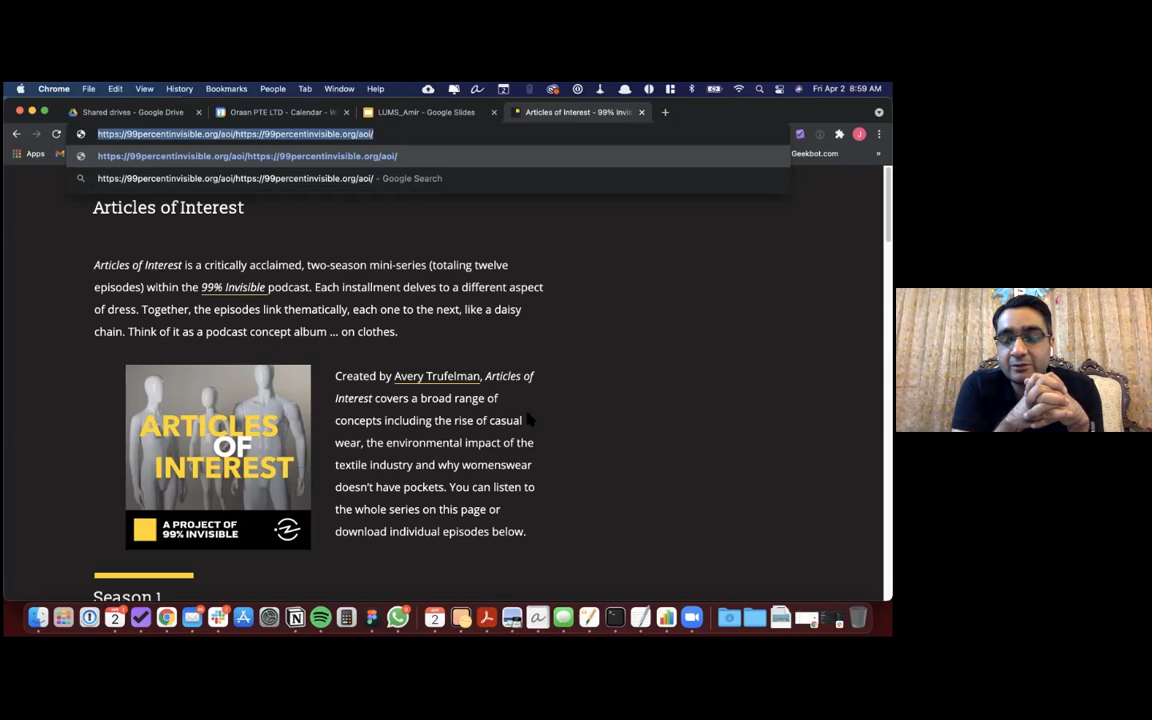 Chrome File Edit View History Bookmarks People Tab Window Help Fri Apr 2 8:59 AM
Shared drives – Google Drive Oraan PTE LTD - Calendar - W LUMS_Amir - Google Slides Articles of Interest - 99% Invisi
https://99percentinvisible.org/aoi/https://99percentinvisible.org/aoi/ J
Apps https://99percentinvisible.org/aoi/https://99percentinvisible.org/aoi/ Geekbot.com »
https://99percentinvisible.org/aoi/https://99percentinvisible.org/aoi/ - Google Search
Articles of Interest
Articles of Interest is a critically acclaimed, two-season mini-series (totaling twelve
episodes) within the 99% Invisible podcast. Each installment delves to a different aspect
of dress. Together, the episodes link thematically, each one to the next, like a daisy
chain. Think of it as a podcast concept album ... on clothes.
ARTICLES
OF
INTEREST
A PROJECT OF
99% INVISIBLE
Created by Avery Trufelman, Articles of
Interest covers a broad range of
concepts including the rise of casual
wear, the environmental impact of the
textile industry and why womenswear
doesn't have pockets. You can listen to
the whole series on this page or
download individual episodes below.
Season 1